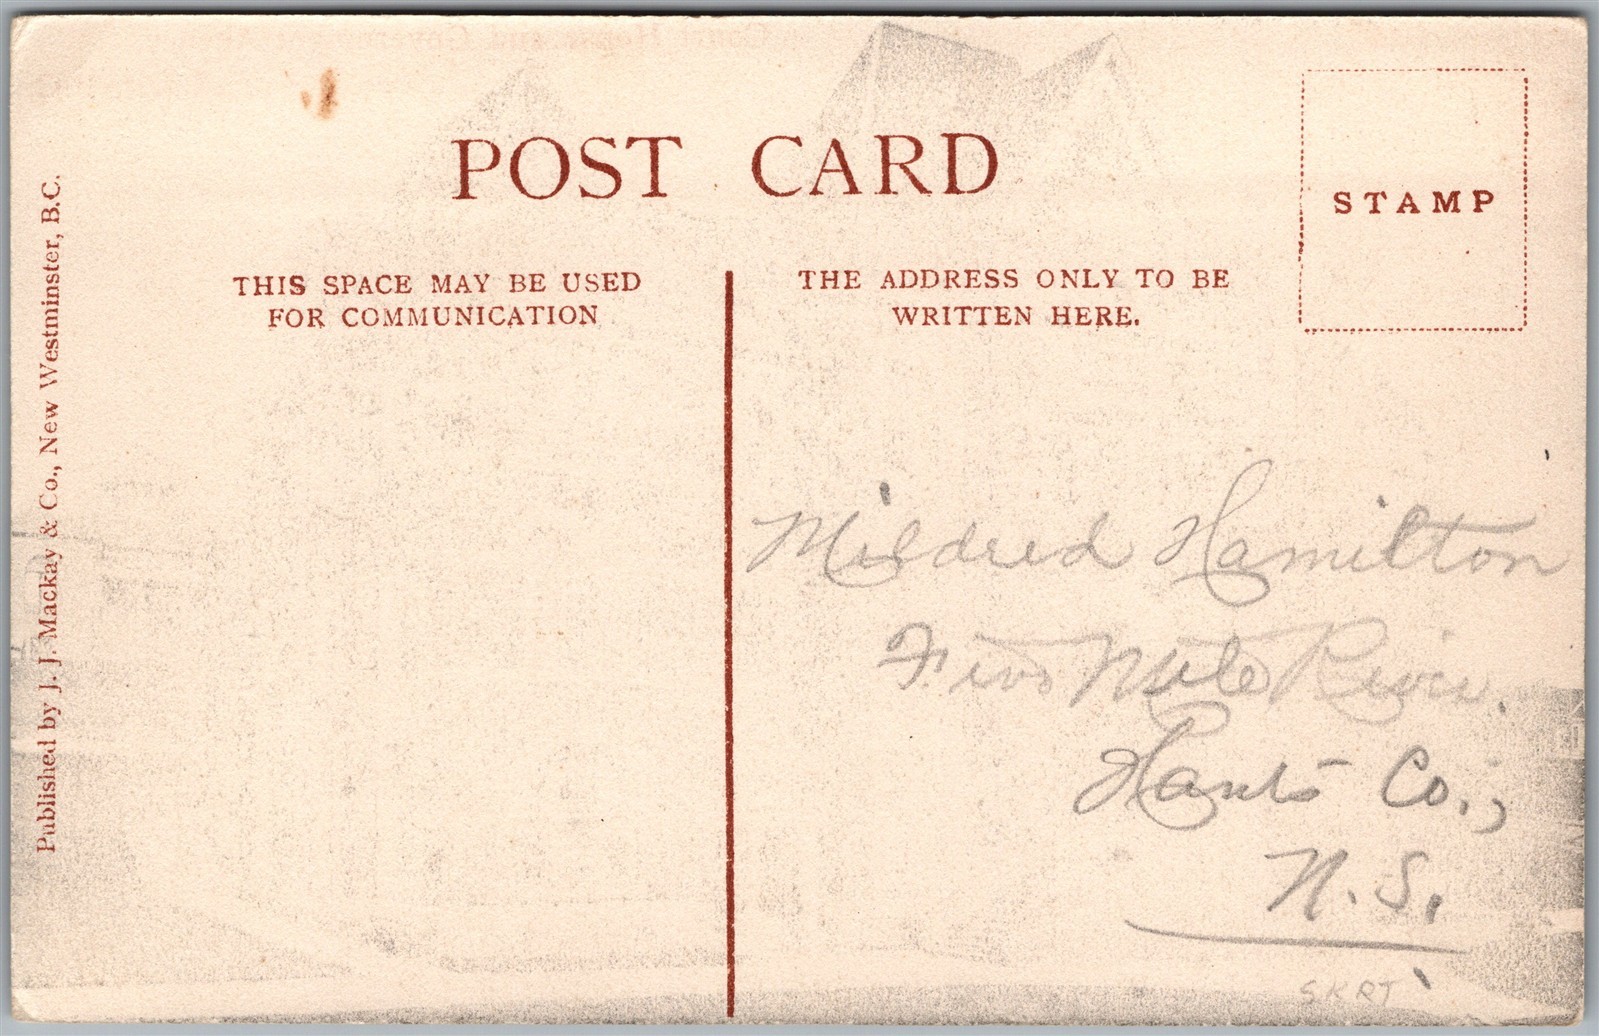 POST CARD
STAMP
THIS SPACE MAY BE USED
FOR COMMUNICATION
THE ADDRESS ONLY TO BE
WRITTEN HERE.
Published by J. J. Mackay & Co., New Westminster, B.C.
Mildred Hamilton
Five Mile River.
Hants Co.,
N. S.
SKRT